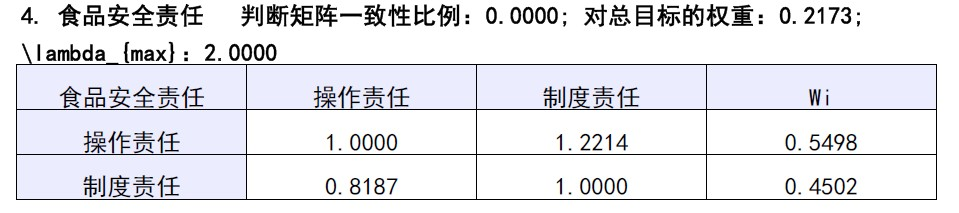 4. 食品安全责任 判断矩阵一致性比例：0.0000; 对总目标的权重：0.2173;
\lambda_{max}：2.0000
食品安全责任 操作责任 制度责任 Wi
操作责任 1.0000 1.2214 0.5498
制度责任 0.8187 1.0000 0.4502